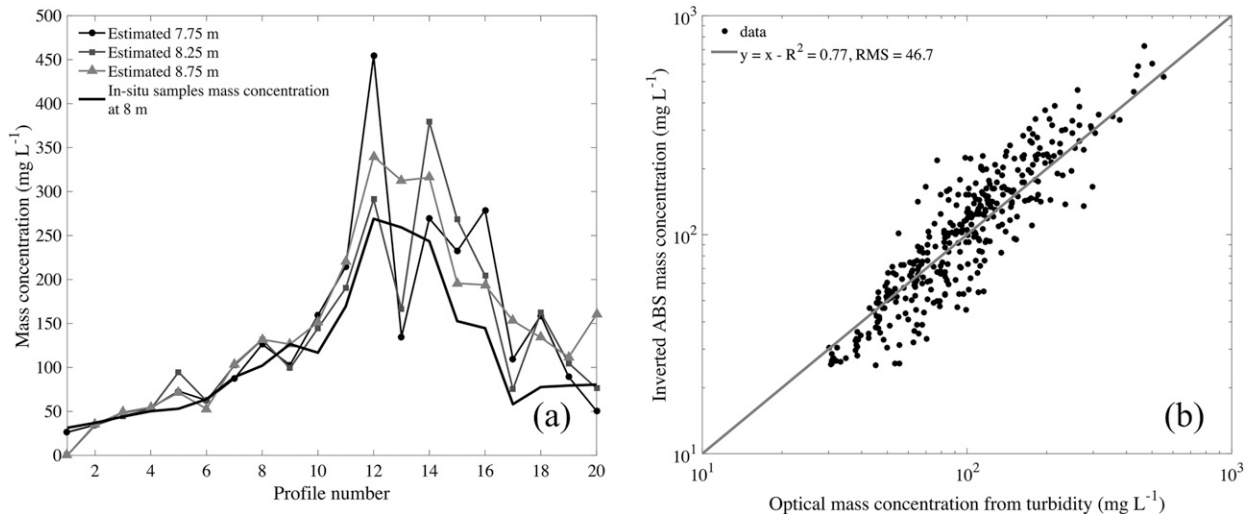 Estimated 7.75 m
Estimated 8.25 m
Estimated 8.75 m
In-situ samples mass concentration
at 8 m
Mass concentration (mg L⁻¹)
500
450
400
350
300
250
200
150
100
50
0
2 4 6 8 10 12 14 16 18 20
Profile number
(a)
data
y = x - R² = 0.77, RMS = 46.7
Inverted ABS mass concentration (mg L⁻¹)
10³
10²
10¹
10¹ 10² 10³
Optical mass concentration from turbidity (mg L⁻¹)
(b)